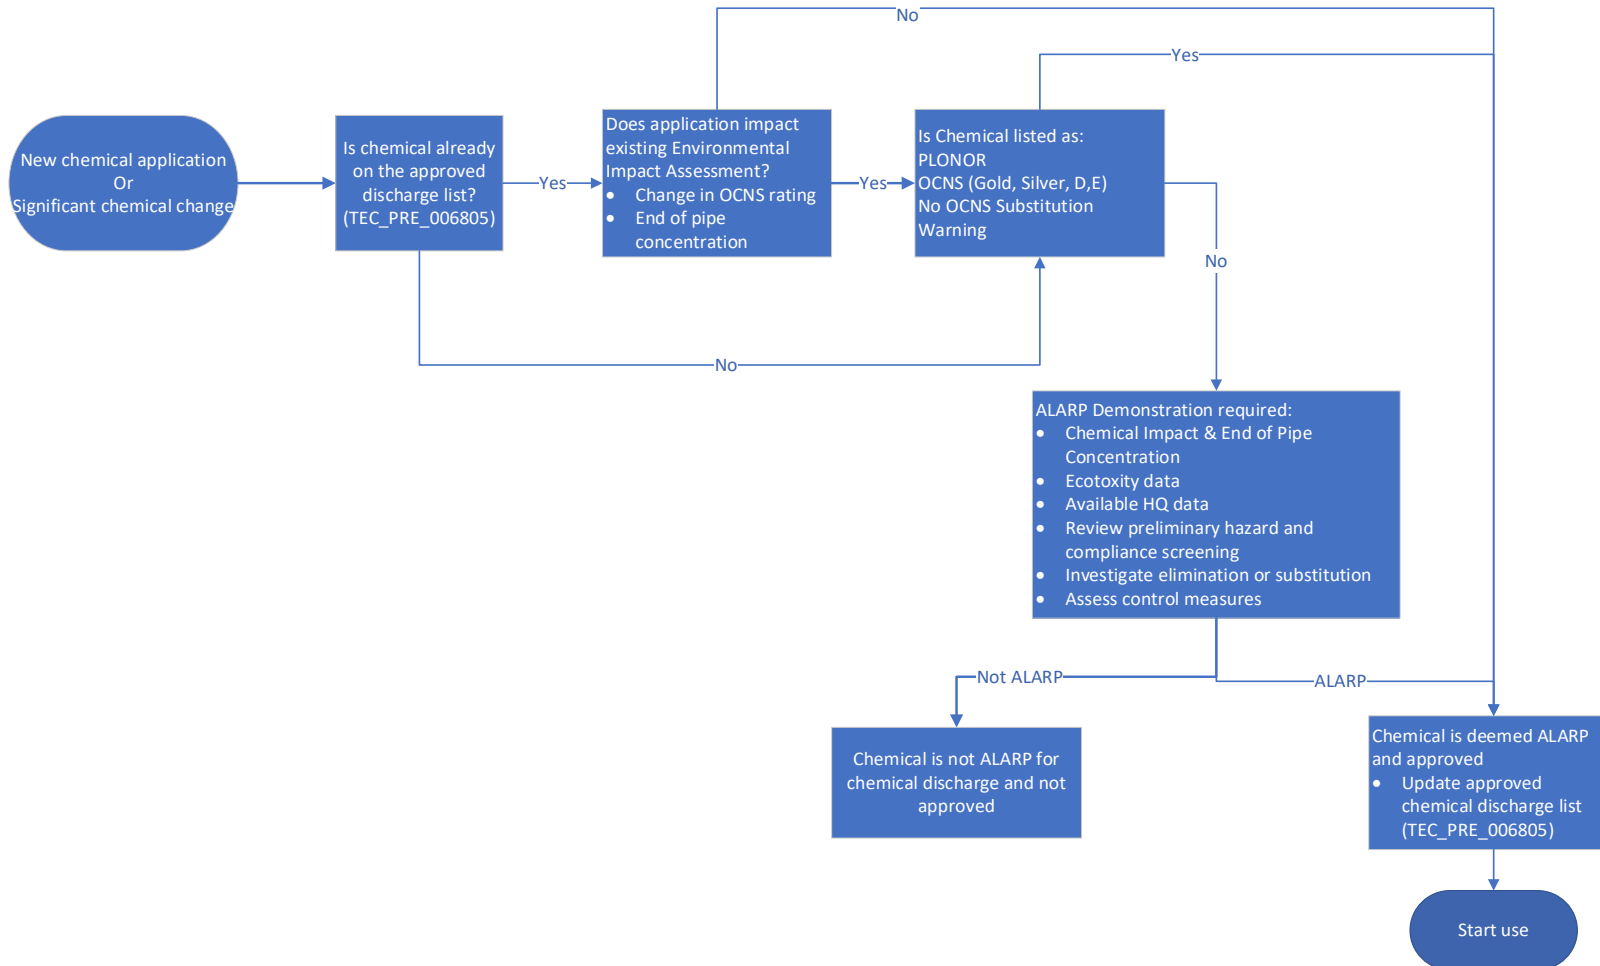 No
Yes
New chemical application
Or
Significant chemical change
Is chemical already
on the approved
discharge list?
(TEC_PRE_006805)
Yes
Does application impact
existing Environmental
Impact Assessment?
• Change in OCNS rating
• End of pipe
concentration
Yes
Is Chemical listed as:
PLONOR
OCNS (Gold, Silver, D,E)
No OCNS Substitution
Warning
No
No
ALARP Demonstration required:
• Chemical Impact & End of Pipe
Concentration
• Ecotoxity data
• Available HQ data
• Review preliminary hazard and
compliance screening
• Investigate elimination or substitution
• Assess control measures
Not ALARP
ALARP
Chemical is not ALARP for
chemical discharge and not
approved
Chemical is deemed ALARP
and approved
• Update approved
chemical discharge list
(TEC_PRE_006805)
Start use